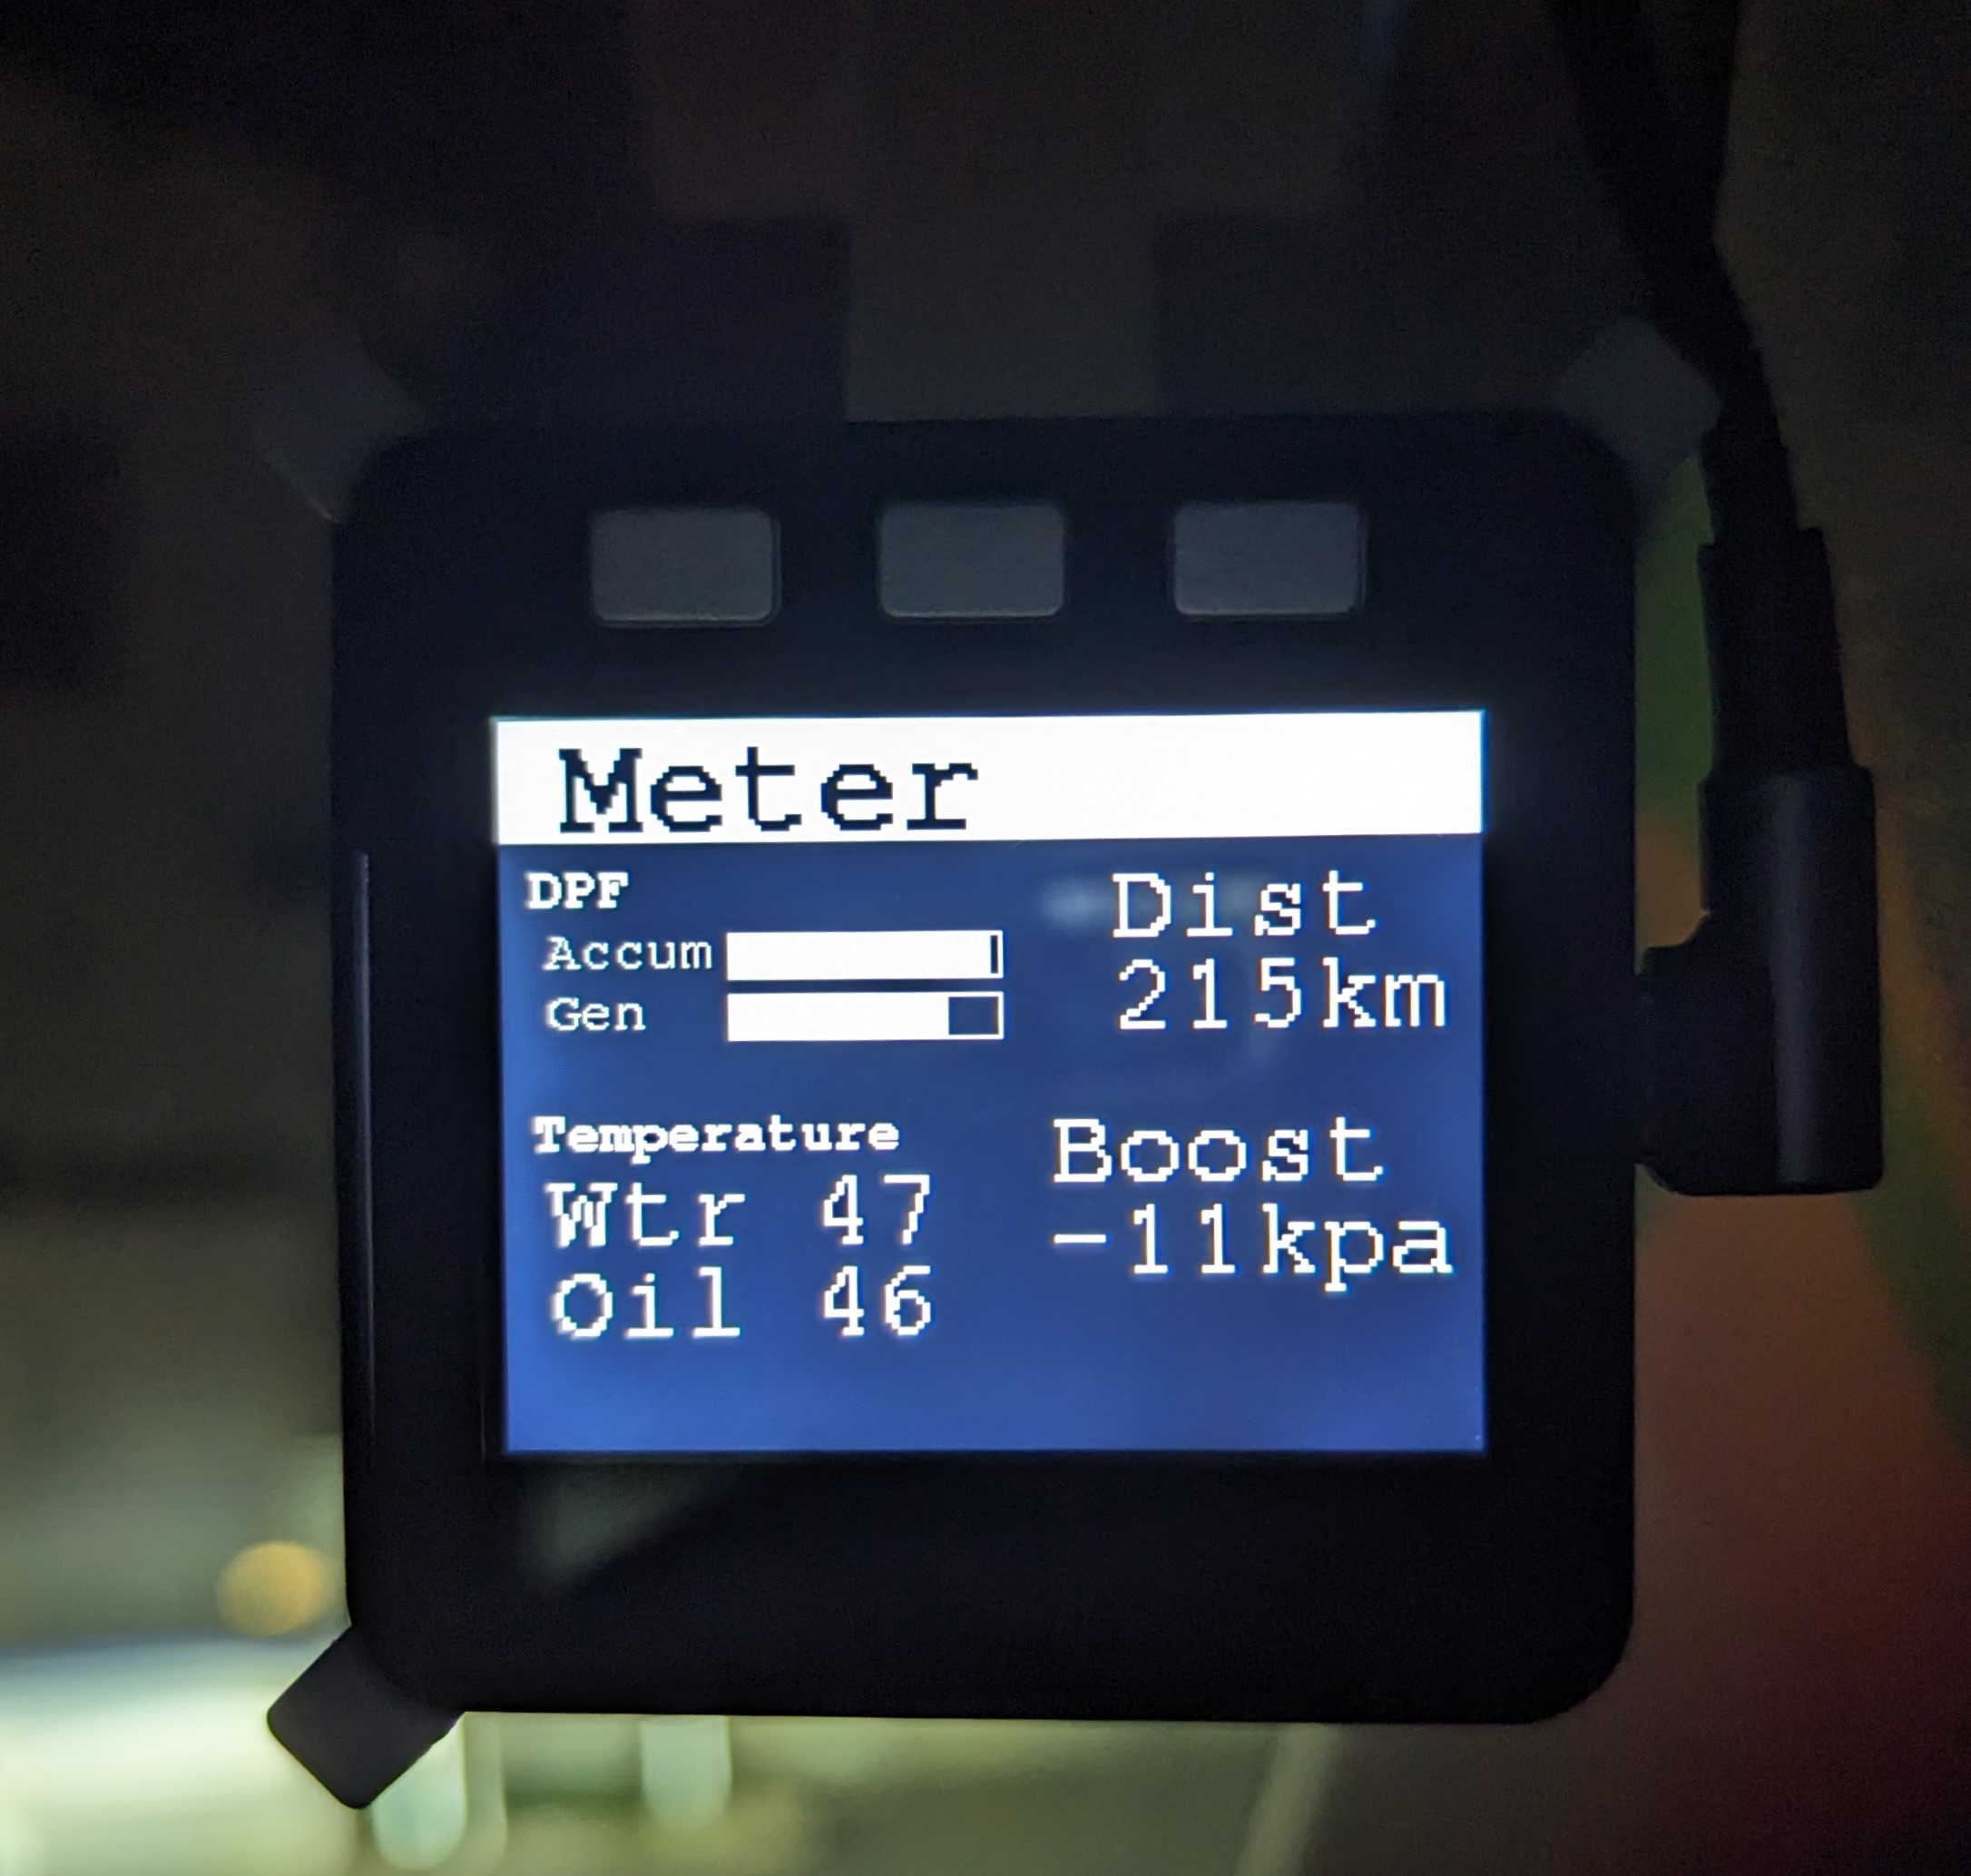 Meter
DPF
Accum
Gen
Dist
215km
Temperature
Wtr 47
Oil 46
Boost
-11kpa